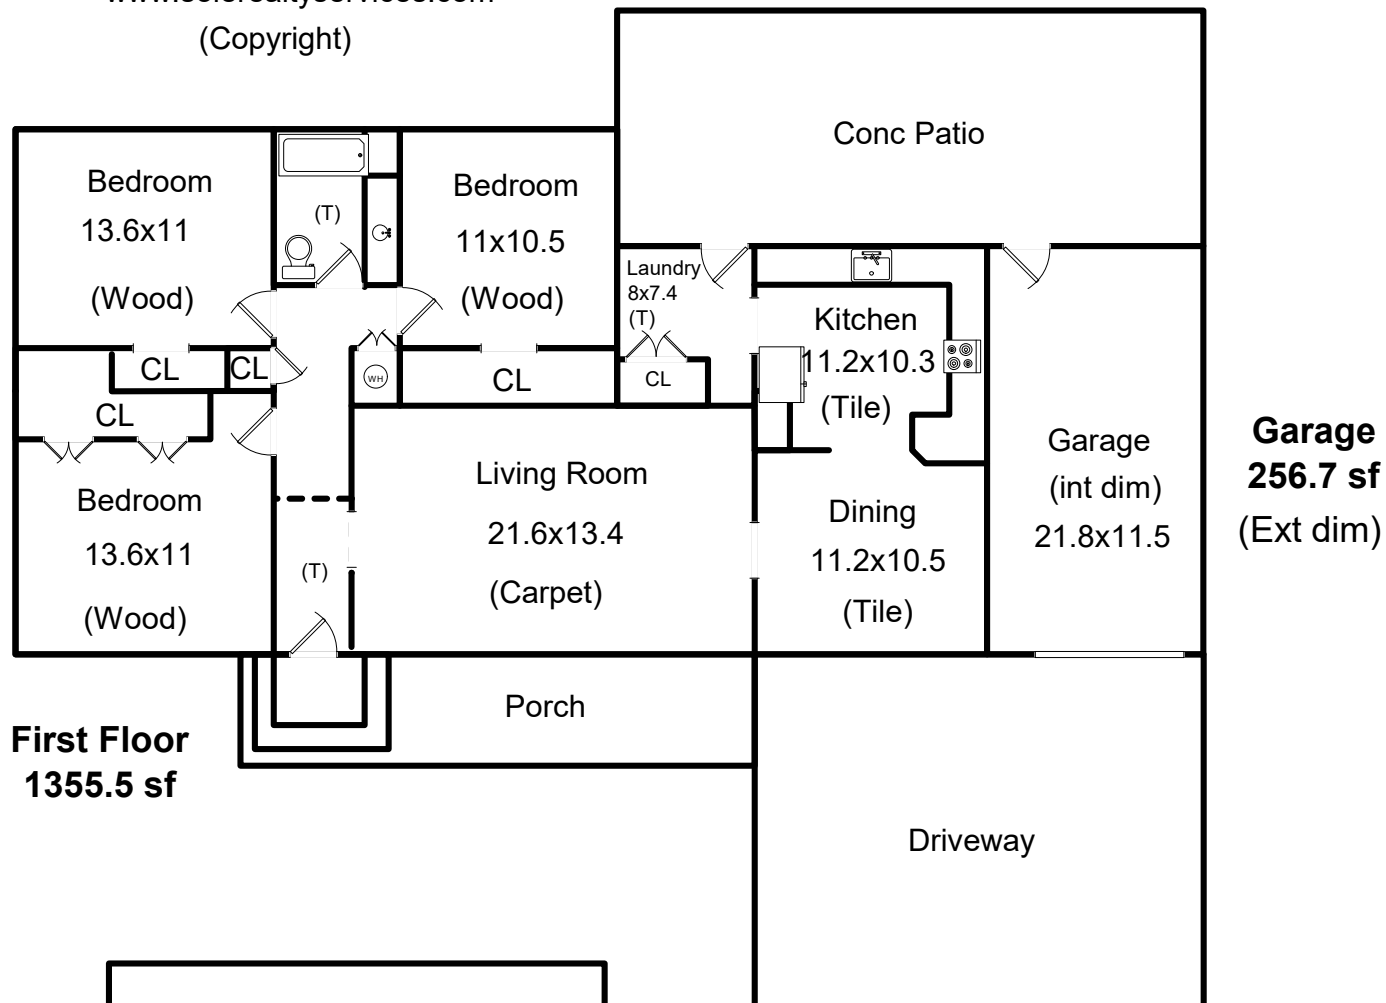 (Copyright)
Conc Patio
Bedroom
13.6x11
(Wood)
(T)
Bedroom
11x10.5
(Wood)
Laundry
8x7.4
(T)
Kitchen
11.2x10.3
(Tile)
CL
CL
WH
CL
CL
CL
Bedroom
13.6x11
(Wood)
(T)
Living Room
21.6x13.4
(Carpet)
Dining
11.2x10.5
(Tile)
Garage
(int dim)
21.8x11.5
Garage
256.7 sf
(Ext dim)
Porch
First Floor
1355.5 sf
Driveway